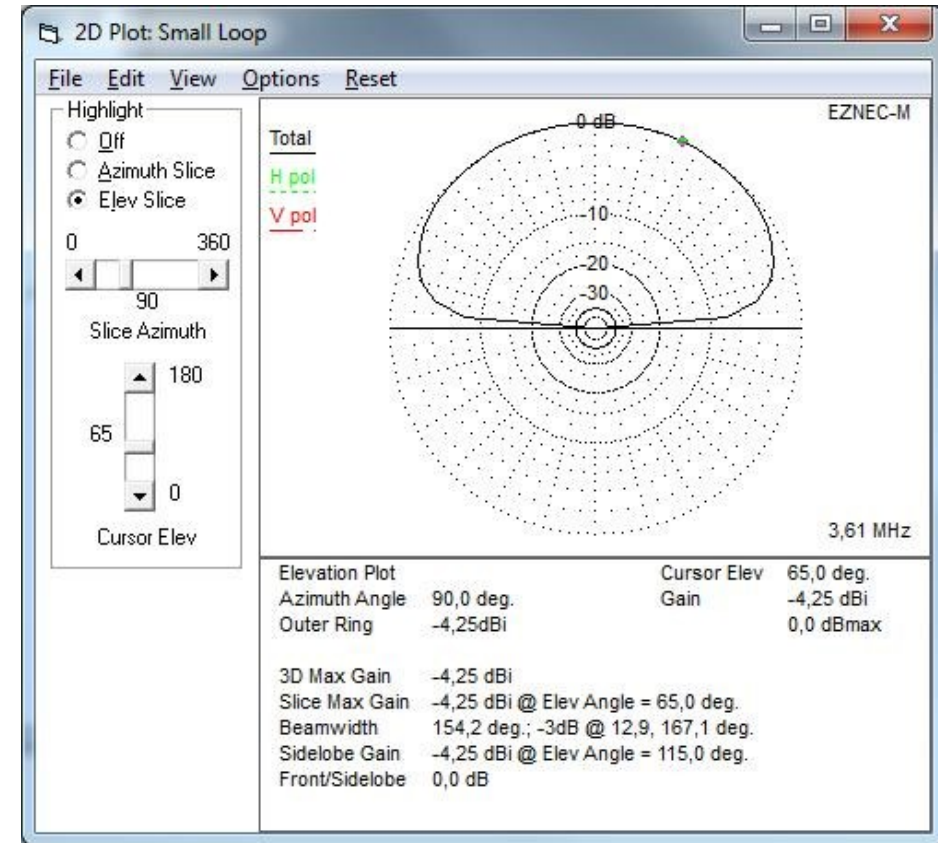 2D Plot: Small Loop
File Edit View Options Reset
Highlight
Off
Azimuth Slice
Elev Slice
0 360
90
Slice Azimuth
180
65
0
Cursor Elev
Total
H pol
V pol
0 dB
EZNEC-M
-10
-20
-30
3,61 MHz
Elevation Plot Cursor Elev 65,0 deg.
Azimuth Angle 90,0 deg. Gain -4,25 dBi
Outer Ring -4,25dBi 0,0 dBmax
3D Max Gain -4,25 dBi
Slice Max Gain -4,25 dBi @ Elev Angle = 65,0 deg.
Beamwidth 154,2 deg.; -3dB @ 12,9, 167,1 deg.
Sidelobe Gain -4,25 dBi @ Elev Angle = 115,0 deg.
Front/Sidelobe 0,0 dB